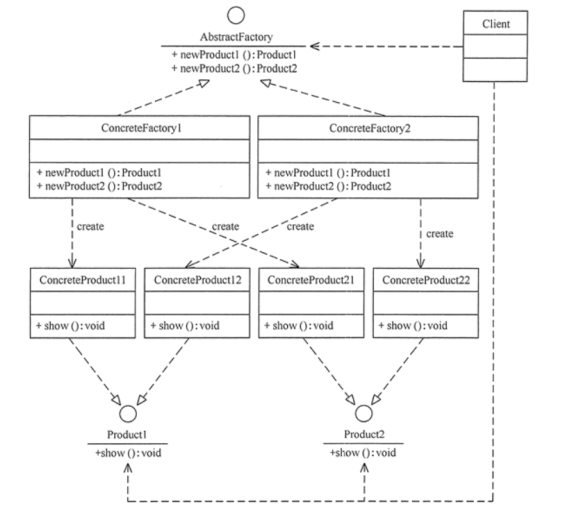 Client
AbstractFactory
+ newProduct1 ():Product1
+ newProduct2 ():Product2
ConcreteFactory1
+ newProduct1 ():Product1
+ newProduct2 ():Product2
ConcreteFactory2
+ newProduct1 ():Product1
+ newProduct2 ():Product2
create
create
create
create
ConcreteProduct11
+ show ():void
ConcreteProduct12
+ show ():void
ConcreteProduct21
+ show ():void
ConcreteProduct22
+ show ():void
Product1
+show ():void
Product2
+show ():void